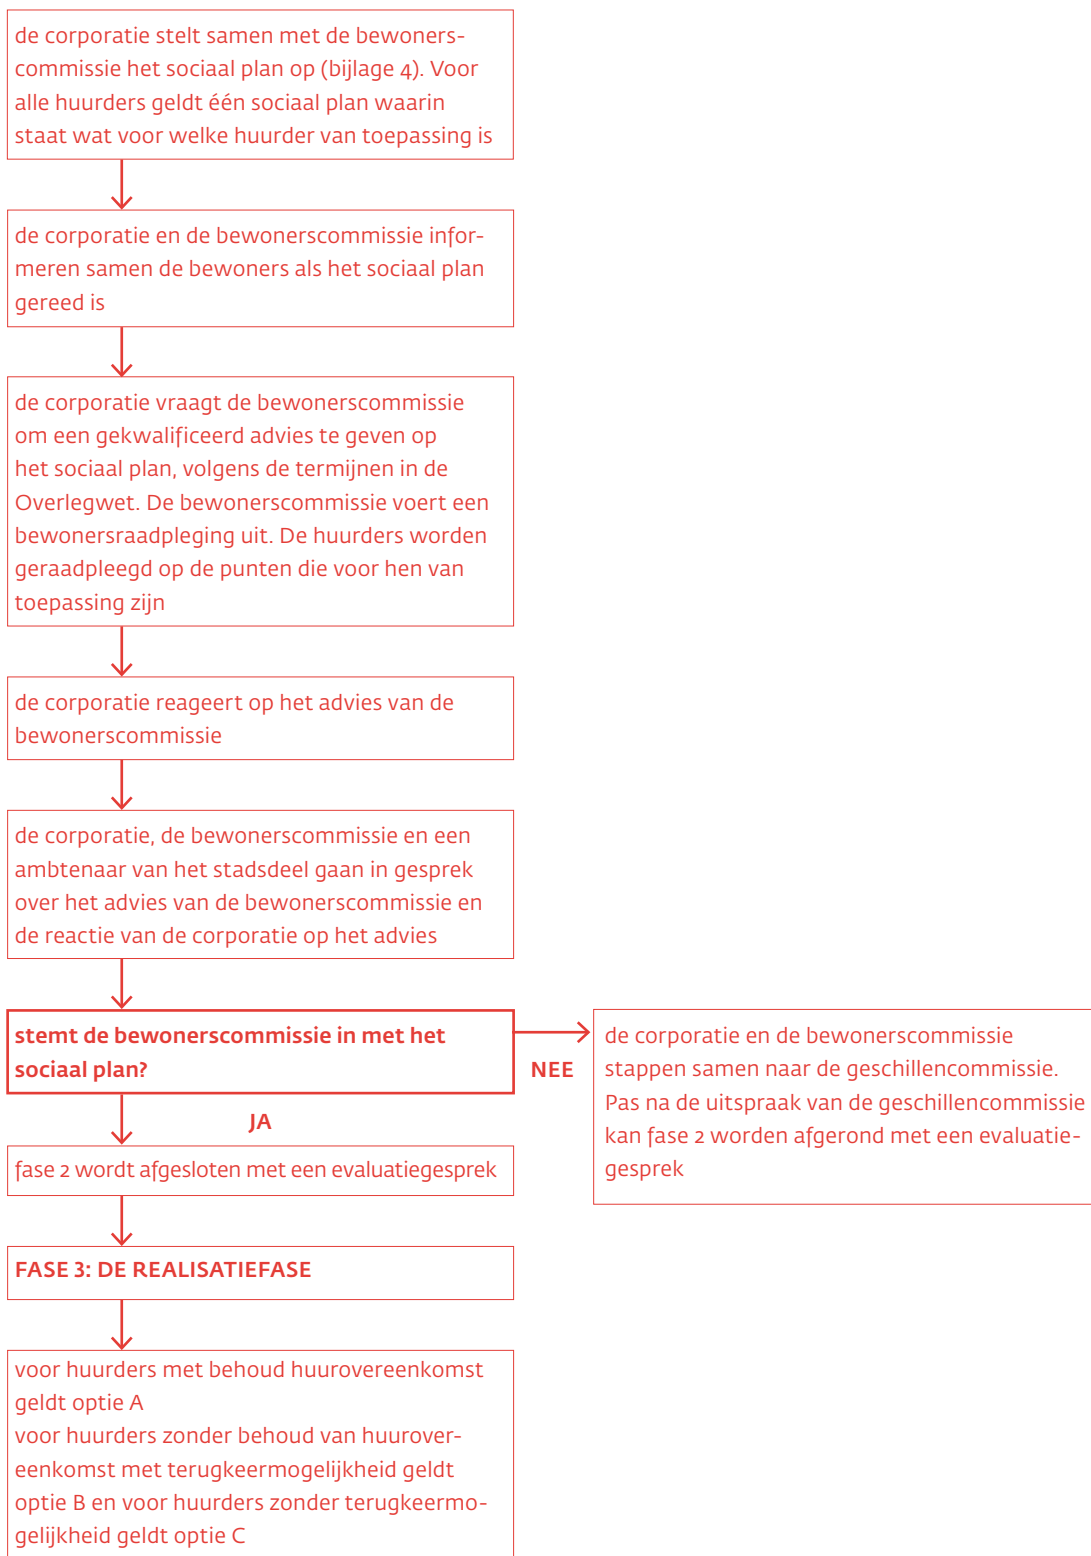 de corporatie stelt samen met de bewoners-
commissie het sociaal plan op (bijlage 4). Voor
alle huurders geldt één sociaal plan waarin
staat wat voor welke huurder van toepassing is
de corporatie en de bewonerscommissie infor-
meren samen de bewoners als het sociaal plan
gereed is
de corporatie vraagt de bewonerscommissie
om een gekwalificeerd advies te geven op
het sociaal plan, volgens de termijnen in de
Overlegwet. De bewonerscommissie voert een
bewonersraadpleging uit. De huurders worden
geraadpleegd op de punten die voor hen van
toepassing zijn
de corporatie reageert op het advies van de
bewonerscommissie
de corporatie, de bewonerscommissie en een
ambtenaar van het stadsdeel gaan in gesprek
over het advies van de bewonerscommissie en
de reactie van de corporatie op het advies
stemt de bewonerscommissie in met het
sociaal plan?
NEE
de corporatie en de bewonerscommissie
stappen samen naar de geschillencommissie.
Pas na de uitspraak van de geschillencommissie
kan fase 2 worden afgerond met een evaluatie-
gesprek
JA
fase 2 wordt afgesloten met een evaluatiegesprek
FASE 3: DE REALISATIEFASE
voor huurders met behoud huurovereenkomst
geldt optie A
voor huurders zonder behoud van huurover-
eenkomst met terugkeermogelijkheid geldt
optie B en voor huurders zonder terugkeermo-
gelijkheid geldt optie C